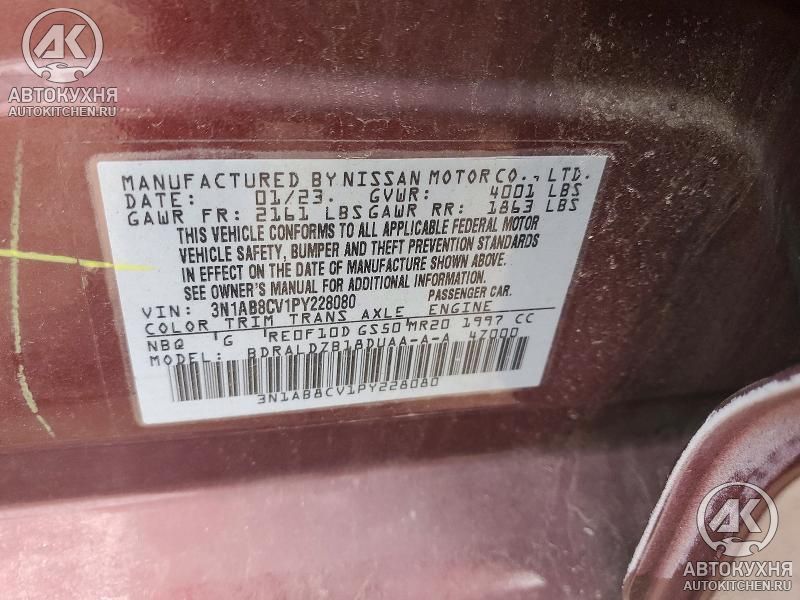 АК
АВТОКУХНЯ
AUTOKITCHEN.RU
MANUFACTURED BY NISSAN MOTOR CO., LTD.
DATE: 01/23. GVWR: 4001 LBS
GAWR FR: 2161 LBS GAWR RR: 1863 LBS
THIS VEHICLE CONFORMS TO ALL APPLICABLE FEDERAL MOTOR
VEHICLE SAFETY, BUMPER AND THEFT PREVENTION STANDARDS
IN EFFECT ON THE DATE OF MANUFACTURE SHOWN ABOVE.
SEE OWNER'S MANUAL FOR ADDITIONAL INFORMATION.
VIN: 3N1AB8CV1PY228080 PASSENGER CAR.
COLOR TRIM TRANS AXLE ENGINE
NBQ G RE0F10D GS50 MR20 1997 CC
MODEL: BDRALDZB18DUAA-A-A 4Z000
3N1AB8CV1PY228080
АК
АВТОКУХНЯ
AUTOKITCHEN.RU